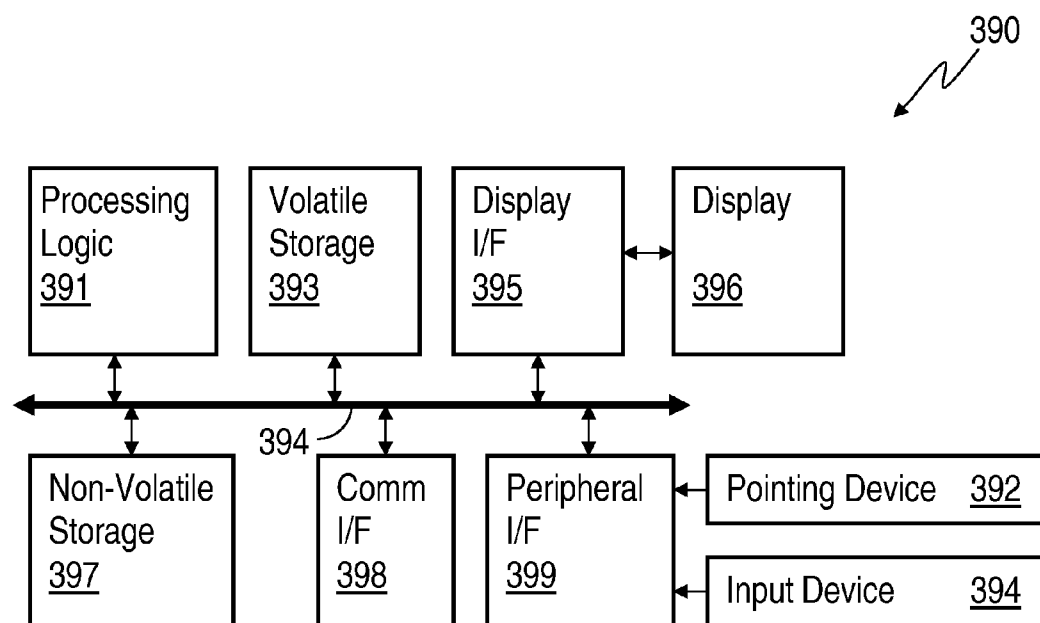 390
Processing
Logic
391
Volatile
Storage
393
Display
I/F
395
Display
396
394
Non-Volatile
Storage
397
Comm
I/F
398
Peripheral
I/F
399
Pointing Device 392
Input Device 394